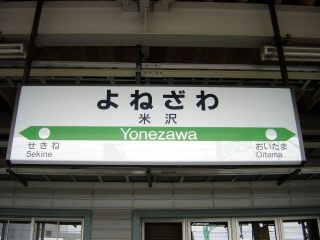 よねざわ
米沢
Yonezawa
せきね
Sekine
おいたま
Oitama